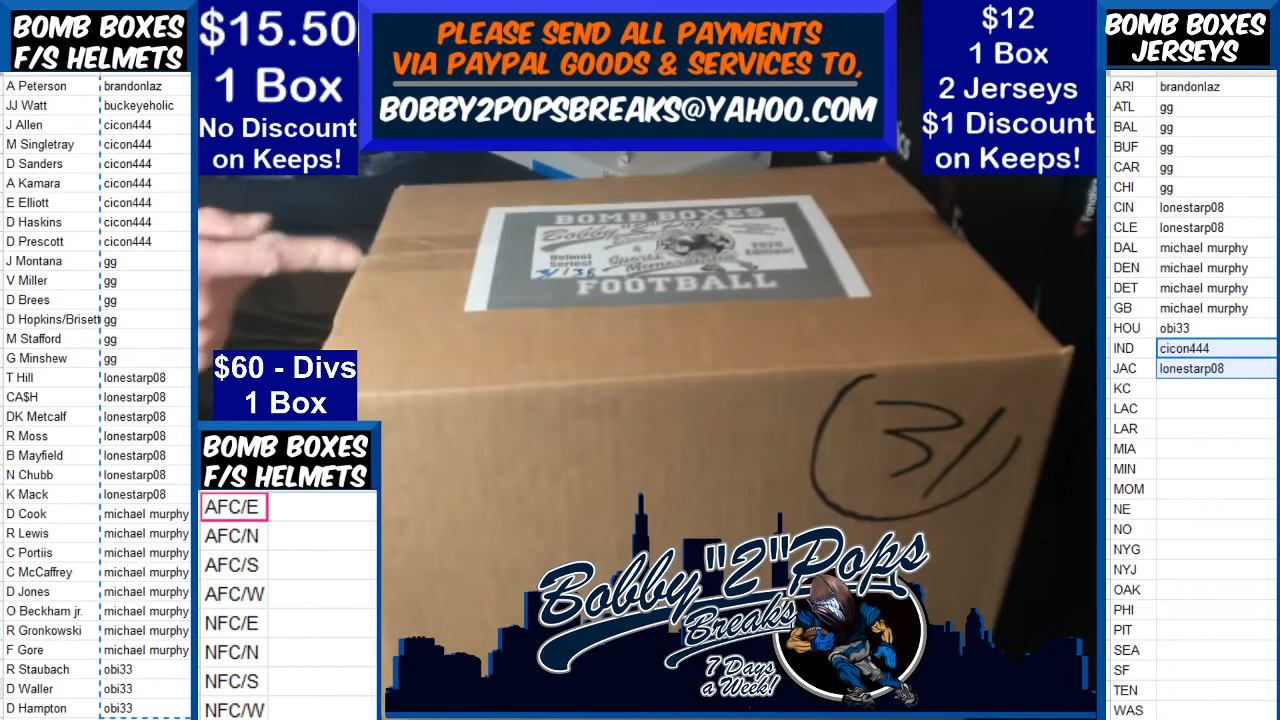 BOMB BOXES
F/S HELMETS
A Peterson brandonlaz
JJ Watt buckeyeholic
J Allen cicon444
M Singletray cicon444
D Sanders cicon444
A Kamara cicon444
E Elliott cicon444
D Haskins cicon444
D Prescott cicon444
J Montana gg
V Miller gg
D Brees gg
D Hopkins/Brisett gg
M Stafford gg
G Minshew gg
T Hill lonestarp08
CA$H lonestarp08
DK Metcalf lonestarp08
R Moss lonestarp08
B Mayfield lonestarp08
N Chubb lonestarp08
K Mack lonestarp08
D Cook michael murphy
R Lewis michael murphy
C Portiis michael murphy
C McCaffrey michael murphy
D Jones michael murphy
O Beckham jr. michael murphy
R Gronkowski michael murphy
F Gore michael murphy
R Staubach obi33
D Waller obi33
D Hampton obi33
$15.50
1 Box
No Discount
on Keeps!
PLEASE SEND ALL PAYMENTS
VIA PAYPAL GOODS & SERVICES TO,
BOBBY2POPSBREAKS@YAHOO.COM
$12
1 Box
2 Jerseys
$1 Discount
on Keeps!
BOMB BOXES
Bobby "2" Pops
Helmet
Series!
2020
Edition!
Sports
Memorabilia
FOOTBALL
31
$60 - Divs
1 Box
BOMB BOXES
F/S HELMETS
AFC/E
AFC/N
AFC/S
AFC/W
NFC/E
NFC/N
NFC/S
NFC/W
Bobby "2" Pops
Breaks
7 Days
a Week!
BOMB BOXES
JERSEYS
ARI brandonlaz
ATL gg
BAL gg
BUF gg
CAR gg
CHI gg
CIN lonestarp08
CLE lonestarp08
DAL michael murphy
DEN michael murphy
DET michael murphy
GB michael murphy
HOU obi33
IND cicon444
JAC lonestarp08
KC
LAC
LAR
MIA
MIN
MOM
NE
NO
NYG
NYJ
OAK
PHI
PIT
SEA
SF
TEN
WAS